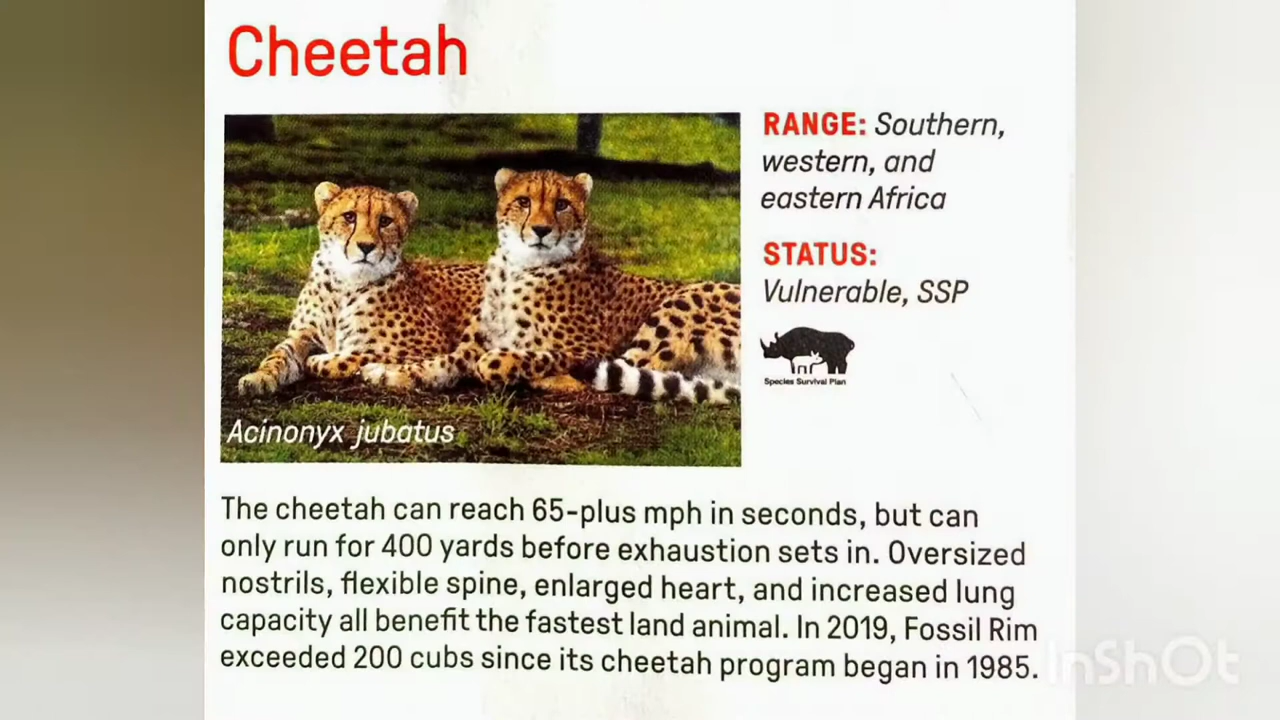 Cheetah
RANGE: Southern,
western, and
eastern Africa
STATUS:
Vulnerable, SSP
Species Survival Plan
Acinonyx jubatus
The cheetah can reach 65-plus mph in seconds, but can
only run for 400 yards before exhaustion sets in. Oversized
nostrils, flexible spine, enlarged heart, and increased lung
capacity all benefit the fastest land animal. In 2019, Fossil Rim
exceeded 200 cubs since its cheetah program began in 1985.
InShOt